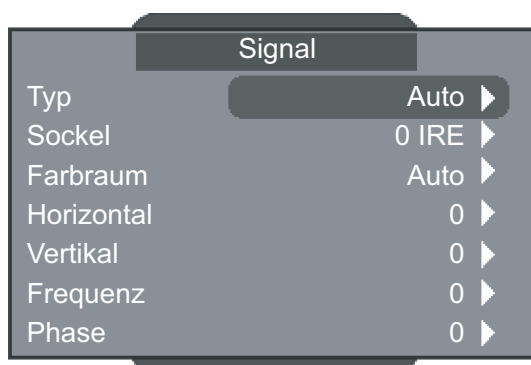 Signal
Typ Auto
Sockel 0 IRE
Farbraum Auto
Horizontal 0
Vertikal 0
Frequenz 0
Phase 0